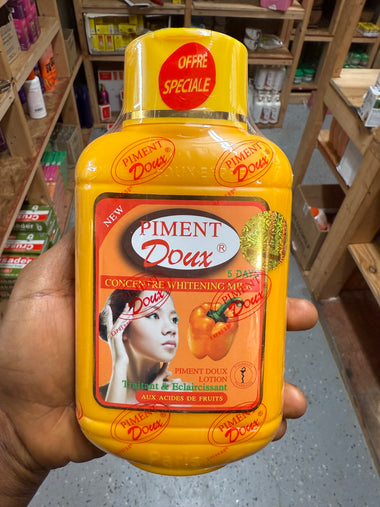 OFFRE
SPECIALE
PIMENT
Doux
PIMENT
Doux
NEW
PIMENT
Doux®
5 DAYS
CONCENTRE WHITENING MILK
PIMENT DOUX
LOTION
Traitant & Eclaircissant
AUX ACIDES DE FRUITS
PIMENT
Doux
PIMENT
Doux
Paris